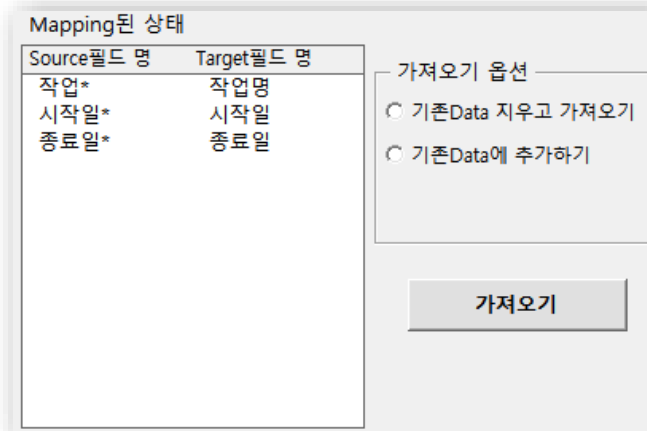 Mapping된 상태
Source필드 명 Target필드 명
작업* 작업명
시작일* 시작일
종료일* 종료일
가져오기 옵션
기존Data 지우고 가져오기
기존Data에 추가하기
가져오기